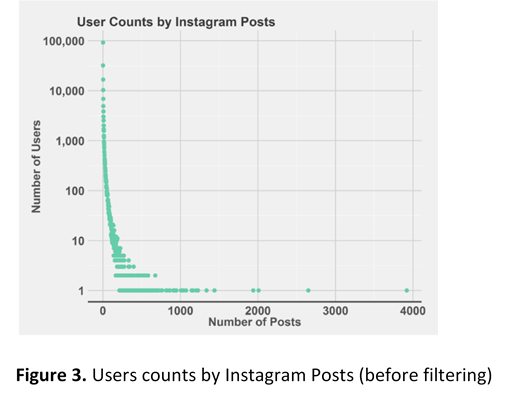 User Counts by Instagram Posts
100,000
10,000
1,000
100
10
1
Number of Users
0 1000 2000 3000 4000
Number of Posts
Figure 3. Users counts by Instagram Posts (before filtering)